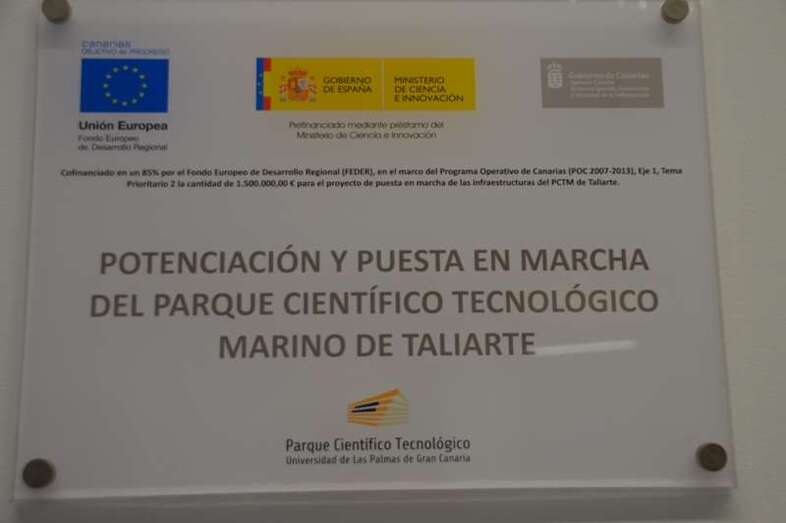 canarias
OBJETIVO de PROGRESO
Unión Europea
Fondo Europeo
de Desarrollo Regional
GOBIERNO
DE ESPAÑA
MINISTERIO
DE CIENCIA
E INNOVACIÓN
Prefinanciado mediante préstamo del
Ministerio de Ciencia e Innovación
Gobierno de Canarias
Cofinanciado en un 85% por el Fondo Europeo de Desarrollo Regional (FEDER), en el marco del Programa Operativo de Canarias (POC 2007-2013), Eje 1, Tema
Prioritario 2 la cantidad de 1.500.000,00 € para el proyecto de puesta en marcha de las infraestructuras del PCTM de Taliarte.
POTENCIACIÓN Y PUESTA EN MARCHA
DEL PARQUE CIENTÍFICO TECNOLÓGICO
MARINO DE TALIARTE
Parque Científico Tecnológico
Universidad de Las Palmas de Gran Canaria